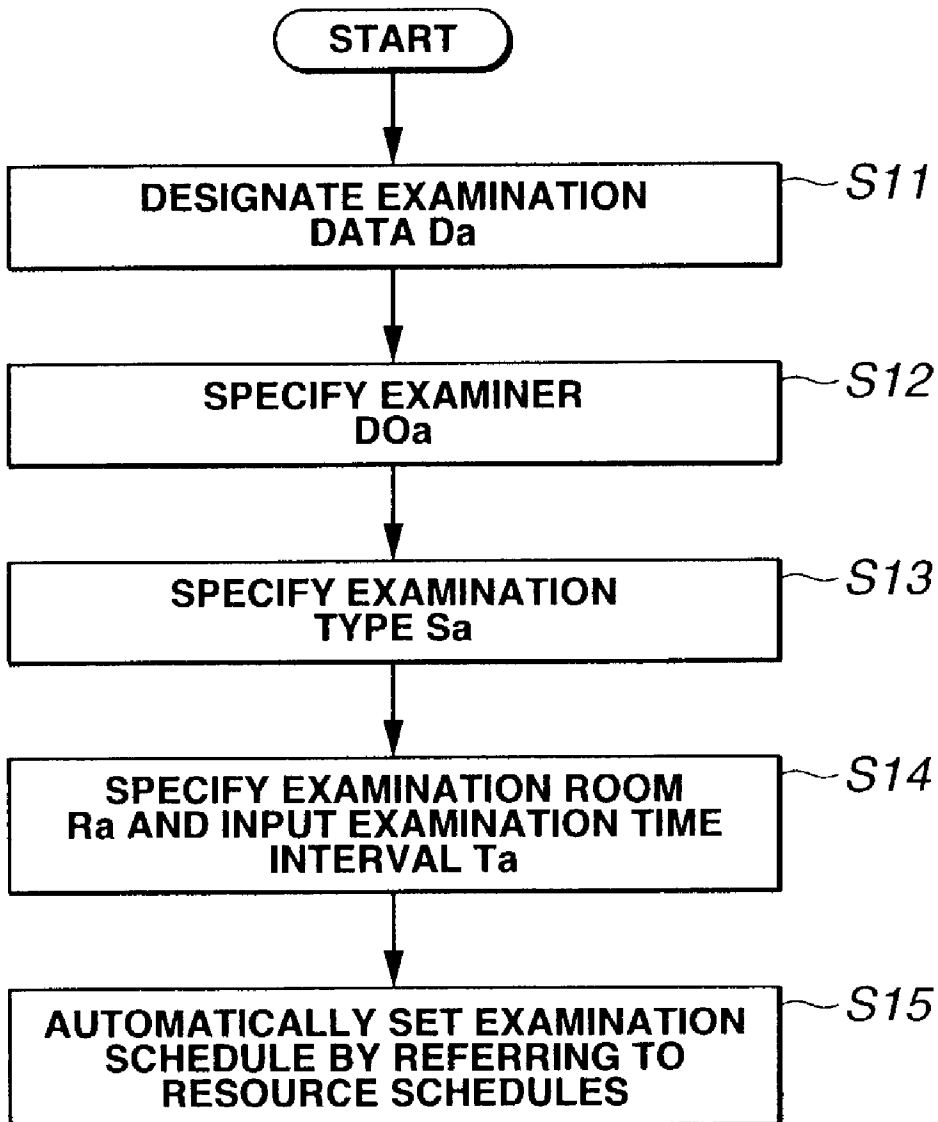 START
DESIGNATE EXAMINATION
DATA Da
S11
SPECIFY EXAMINER
DOa
S12
SPECIFY EXAMINATION
TYPE Sa
S13
SPECIFY EXAMINATION ROOM
Ra AND INPUT EXAMINATION TIME
INTERVAL Ta
S14
AUTOMATICALLY SET EXAMINATION
SCHEDULE BY REFERRING TO
RESOURCE SCHEDULES
S15